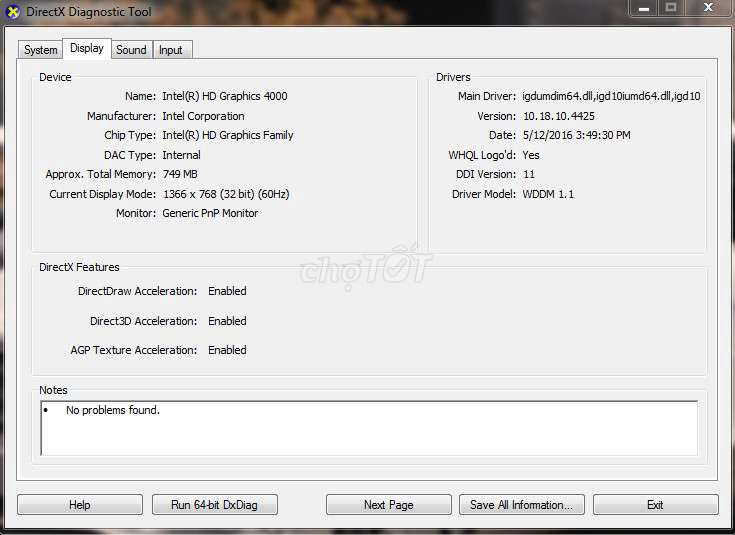 DirectX Diagnostic Tool
System Display Sound Input
Device
Name: Intel(R) HD Graphics 4000
Manufacturer: Intel Corporation
Chip Type: Intel(R) HD Graphics Family
DAC Type: Internal
Approx. Total Memory: 749 MB
Current Display Mode: 1366 x 768 (32 bit) (60Hz)
Monitor: Generic PnP Monitor
Drivers
Main Driver: igdumdim64.dll,igd10iumd64.dll,igd10
Version: 10.18.10.4425
Date: 5/12/2016 3:49:30 PM
WHQL Logo'd: Yes
DDI Version: 11
Driver Model: WDDM 1.1
chợTỐT
DirectX Features
DirectDraw Acceleration: Enabled
Direct3D Acceleration: Enabled
AGP Texture Acceleration: Enabled
Notes
• No problems found.
Help Run 64-bit DxDiag Next Page Save All Information... Exit